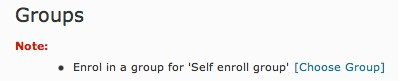 Groups
Note:
• Enrol in a group for 'Self enroll group' [Choose Group]